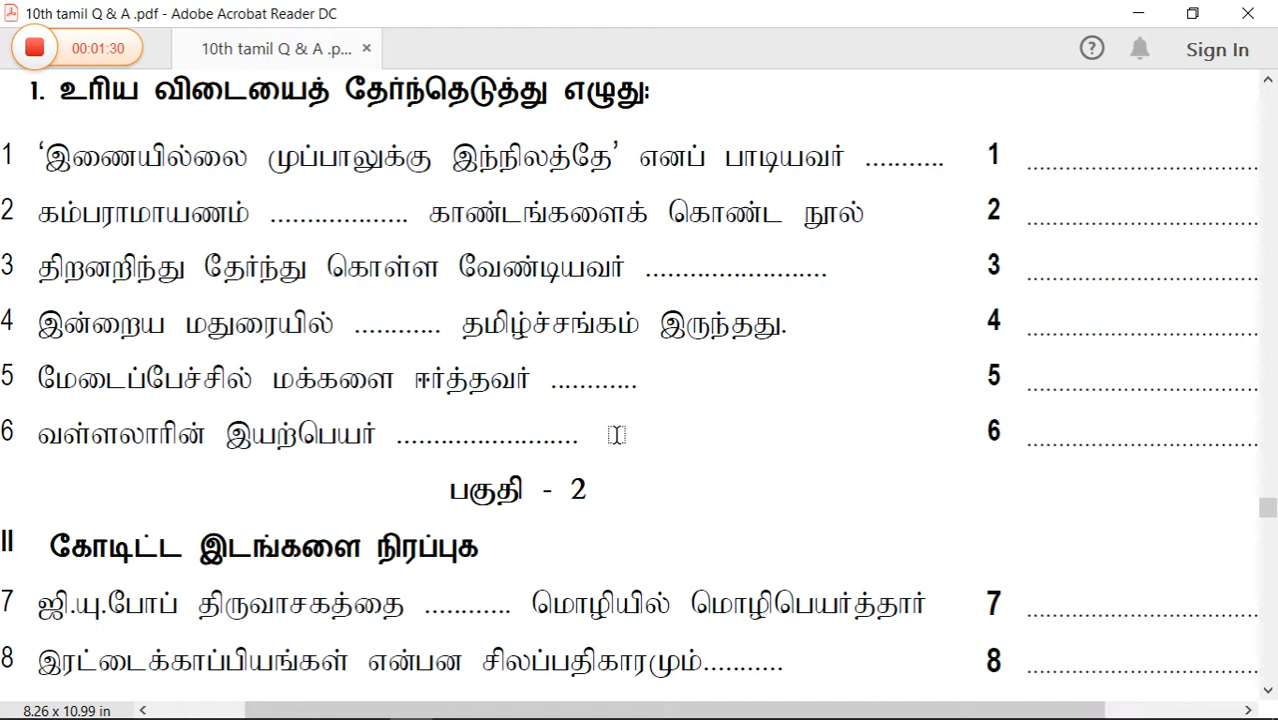 10th tamil Q & A .pdf - Adobe Acrobat Reader DC
00:01:30
10th tamil Q & A .p... ×
Sign In
1. உரிய விடையைத் தேர்ந்தெடுத்து எழுது:
1 ‘இணையில்லை முப்பாலுக்கு இந்நிலத்தே’ எனப் பாடியவர் ........... 1 ...............................
2 கம்பராமாயணம் ................... காண்டங்களைக் கொண்ட நூல் 2 ...............................
3 திறனறிந்து தேர்ந்து கொள்ள வேண்டியவர் ........................ 3 ...............................
4 இன்றைய மதுரையில் ............ தமிழ்ச்சங்கம் இருந்தது. 4 ...............................
5 மேடைப்பேச்சில் மக்களை ஈர்த்தவர் ............ 5 ...............................
6 வள்ளலாரின் இயற்பெயர் ........................ 6 ...............................
பகுதி - 2
II கோடிட்ட இடங்களை நிரப்புக
7 ஜி.யு.போப் திருவாசகத்தை ............ மொழியில் மொழிபெயர்த்தார் 7 ...............................
8 இரட்டைக்காப்பியங்கள் என்பன சிலப்பதிகாரமும்........... 8 ...............................
8.26 x 10.99 in